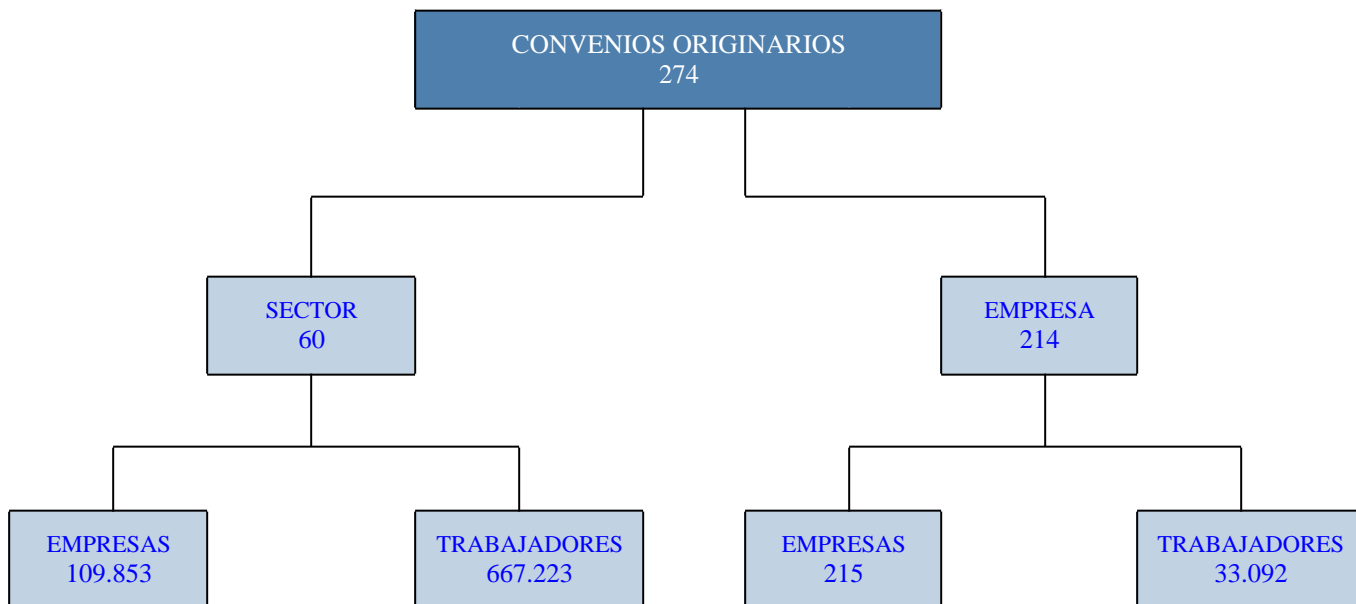 CONVENIOS ORIGINARIOS
274
SECTOR
60
EMPRESA
214
EMPRESAS
109.853
TRABAJADORES
667.223
EMPRESAS
215
TRABAJADORES
33.092